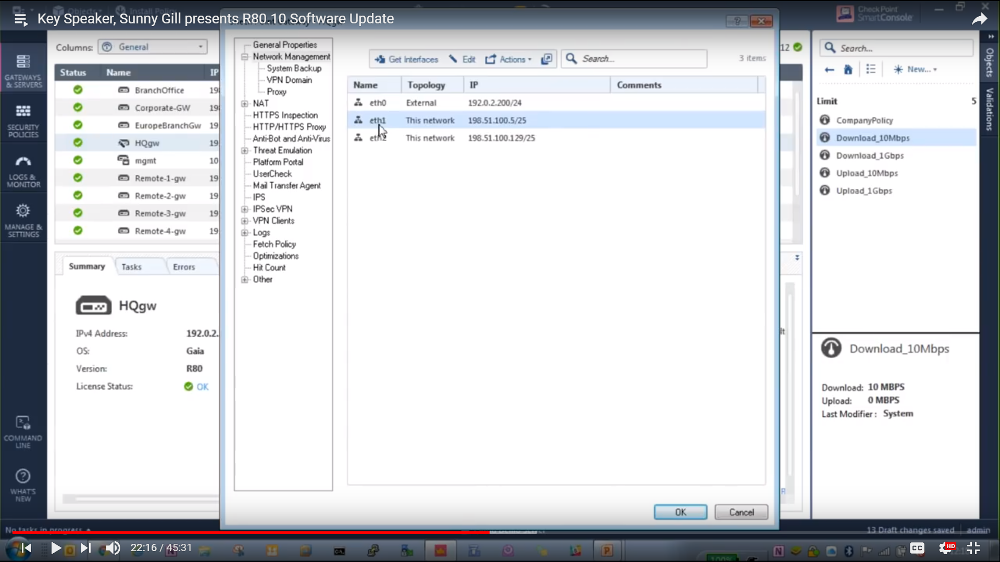 Key Speaker, Sunny Gill presents R80.10 Software Update
Check Point
SmartConsole
Columns: General
Status Name IP
BranchOffice 198
Corporate-GW 198
EuropeBranchGw 19
HQgw 19
mgmt 10
Remote-1-gw 19
Remote-2-gw 19
Remote-3-gw 19
Remote-4-gw 19
GATEWAYS
& SERVERS
SECURITY
POLICIES
LOGS &
MONITOR
MANAGE &
SETTINGS
COMMAND
LINE
WHAT'S
NEW
Summary Tasks Errors
HQgw
IPv4 Address: 192.0.2.
OS: Gaia
Version: R80
License Status: OK
General Properties
Network Management
System Backup
VPN Domain
Proxy
NAT
HTTPS Inspection
HTTP/HTTPS Proxy
Anti-Bot and Anti-Virus
Threat Emulation
Platform Portal
UserCheck
Mail Transfer Agent
IPS
IPSec VPN
VPN Clients
Logs
Fetch Policy
Optimizations
Hit Count
Other
Get Interfaces Edit Actions Search... 3 items
Name Topology IP Comments
eth0 External 192.0.2.200/24
eth1 This network 198.51.100.5/25
eth2 This network 198.51.100.129/25
OK Cancel
12
Search...
New...
Limit 5
CompanyPolicy
Download_10Mbps
Download_1Gbps
Upload_10Mbps
Upload_1Gbps
Objects
Validations
Download_10Mbps
Download: 10 MBPS
Upload: 0 MBPS
Last Modifier: System
No tasks in progress
13 Draft changes saved admin
22:16 / 45:31
CC
HD
100%